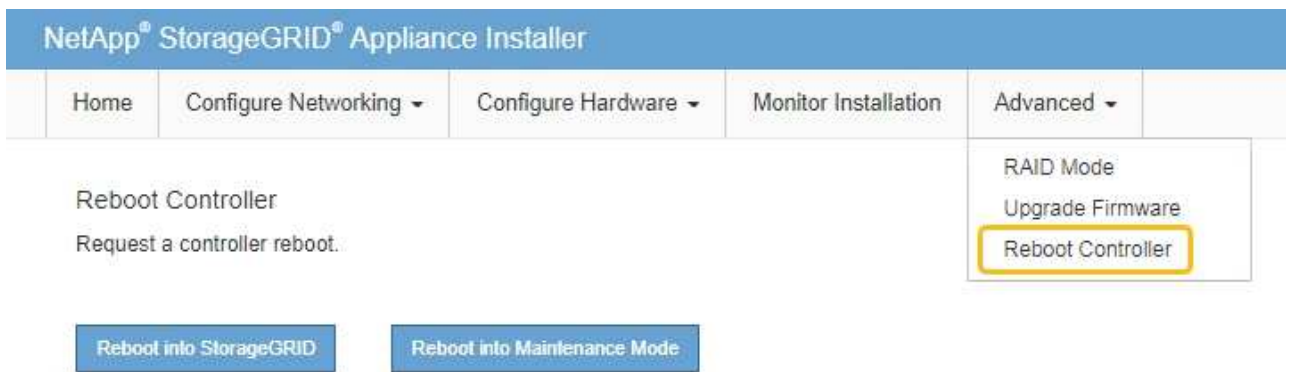 NetApp® StorageGRID® Appliance Installer
Home Configure Networking Configure Hardware Monitor Installation Advanced
RAID Mode
Upgrade Firmware
Reboot Controller
Reboot Controller
Request a controller reboot.
Reboot into StorageGRID Reboot into Maintenance Mode